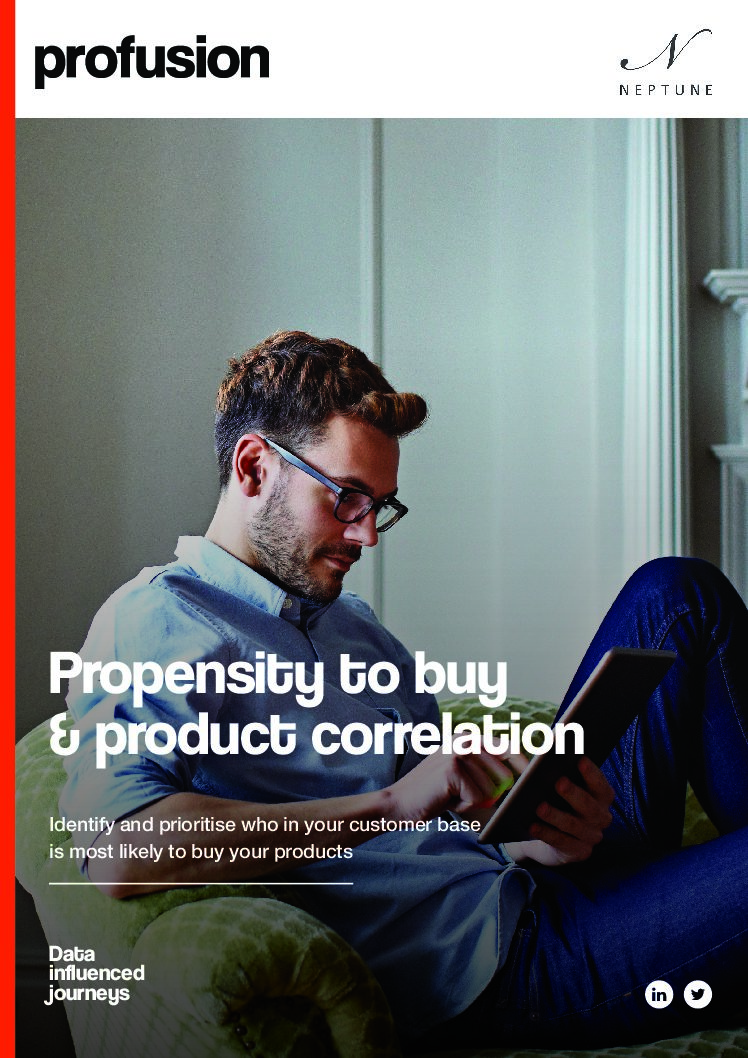 profusion
N
NEPTUNE
Propensity to buy
& product correlation
Identify and prioritise who in your customer base
is most likely to buy your products
Data
influenced
journeys
in